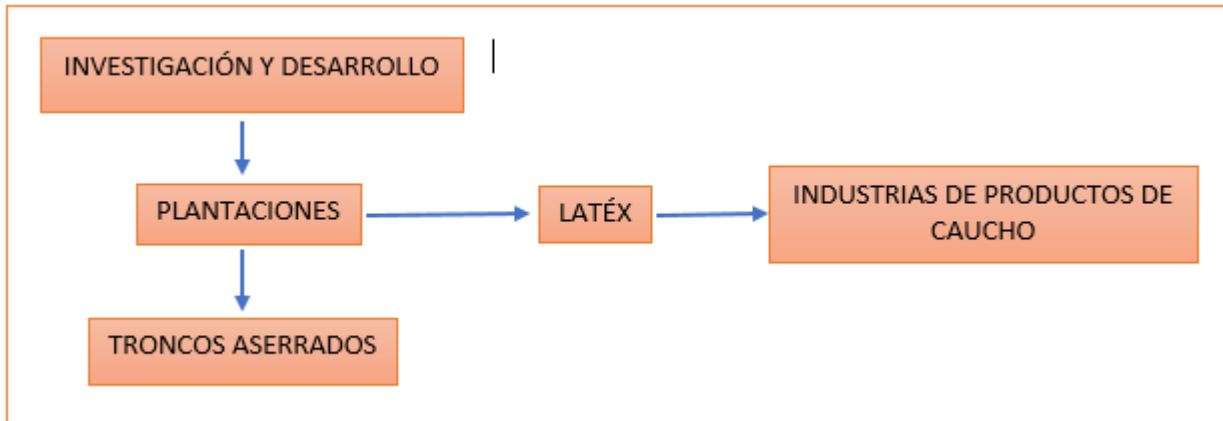 INVESTIGACIÓN Y DESARROLLO
PLANTACIONES
LATÉX
INDUSTRIAS DE PRODUCTOS DE
CAUCHO
TRONCOS ASERRADOS